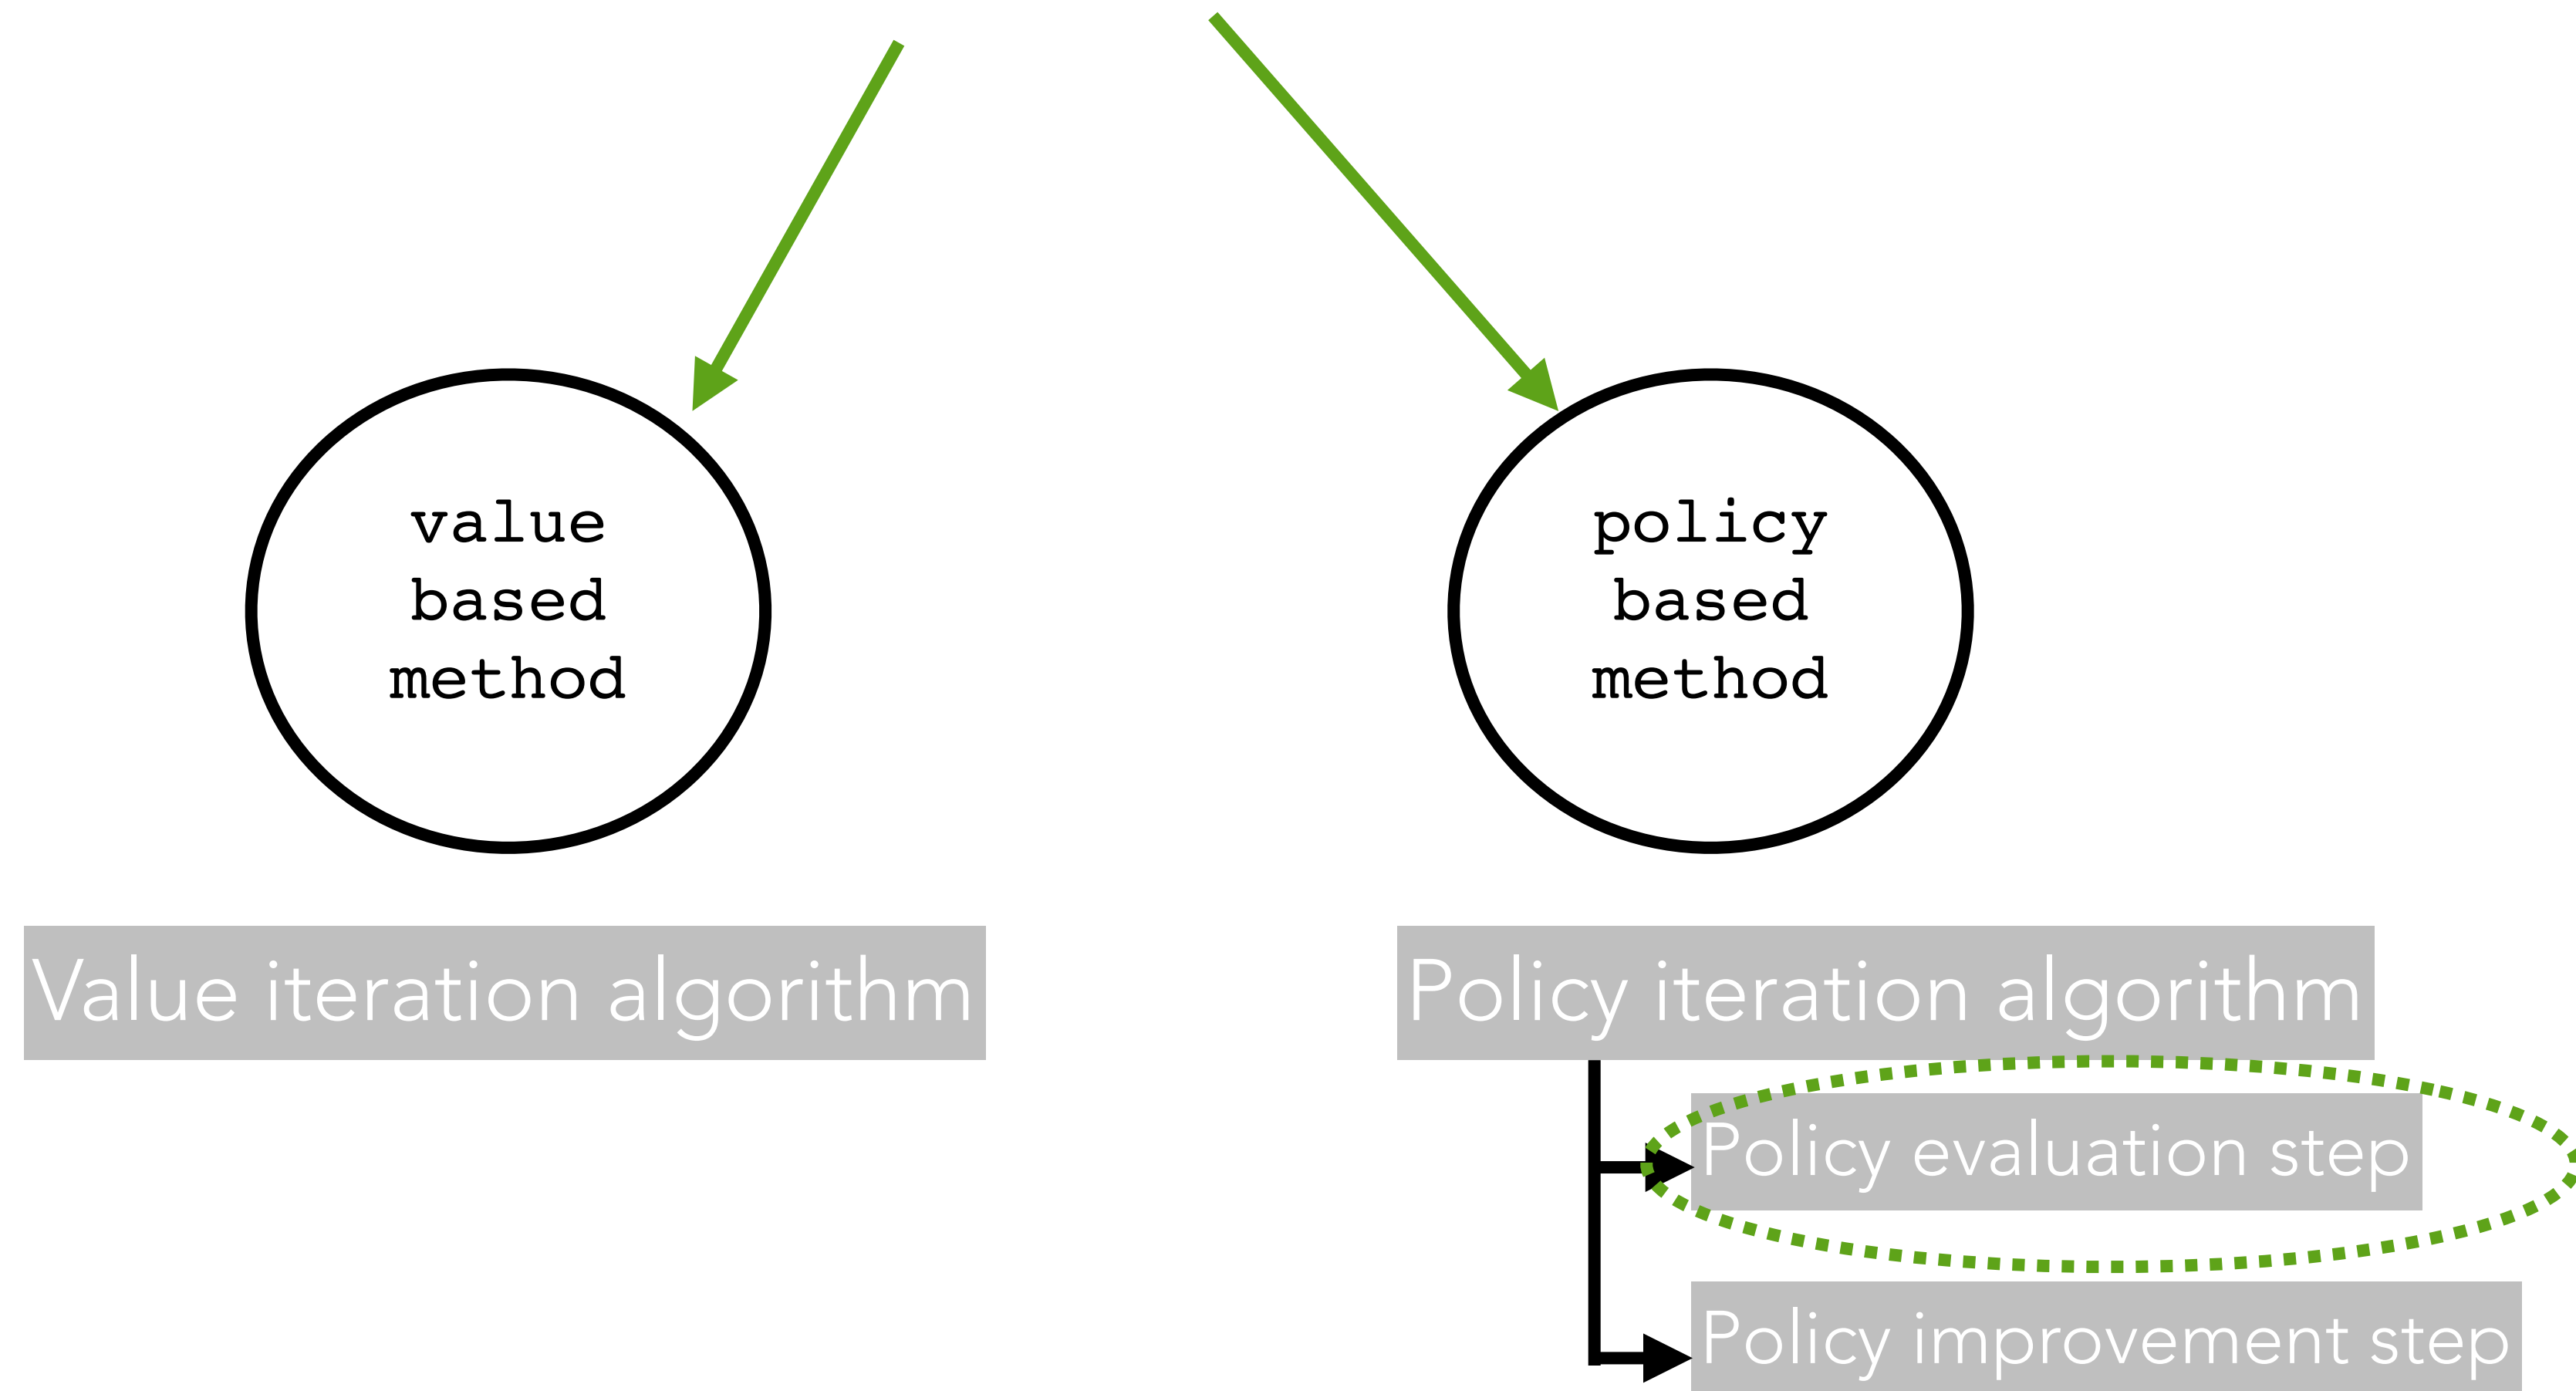 value
based
method
policy
based
method
Value iteration algorithm
Policy iteration algorithm
Policy evaluation step
Policy improvement step